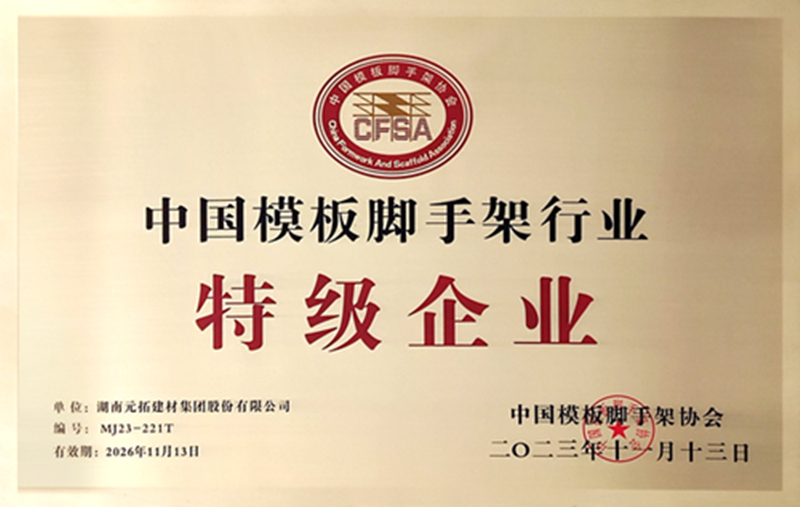 中国模板脚手架协会
CFSA
China Formwork And Scaffold Association
中国模板脚手架行业
特级企业
单位：湖南元拓建材集团股份有限公司
编号：MJ23-221T
有效期：2026年11月13日
中国模板脚手架协会
二〇二三年十一月十三日